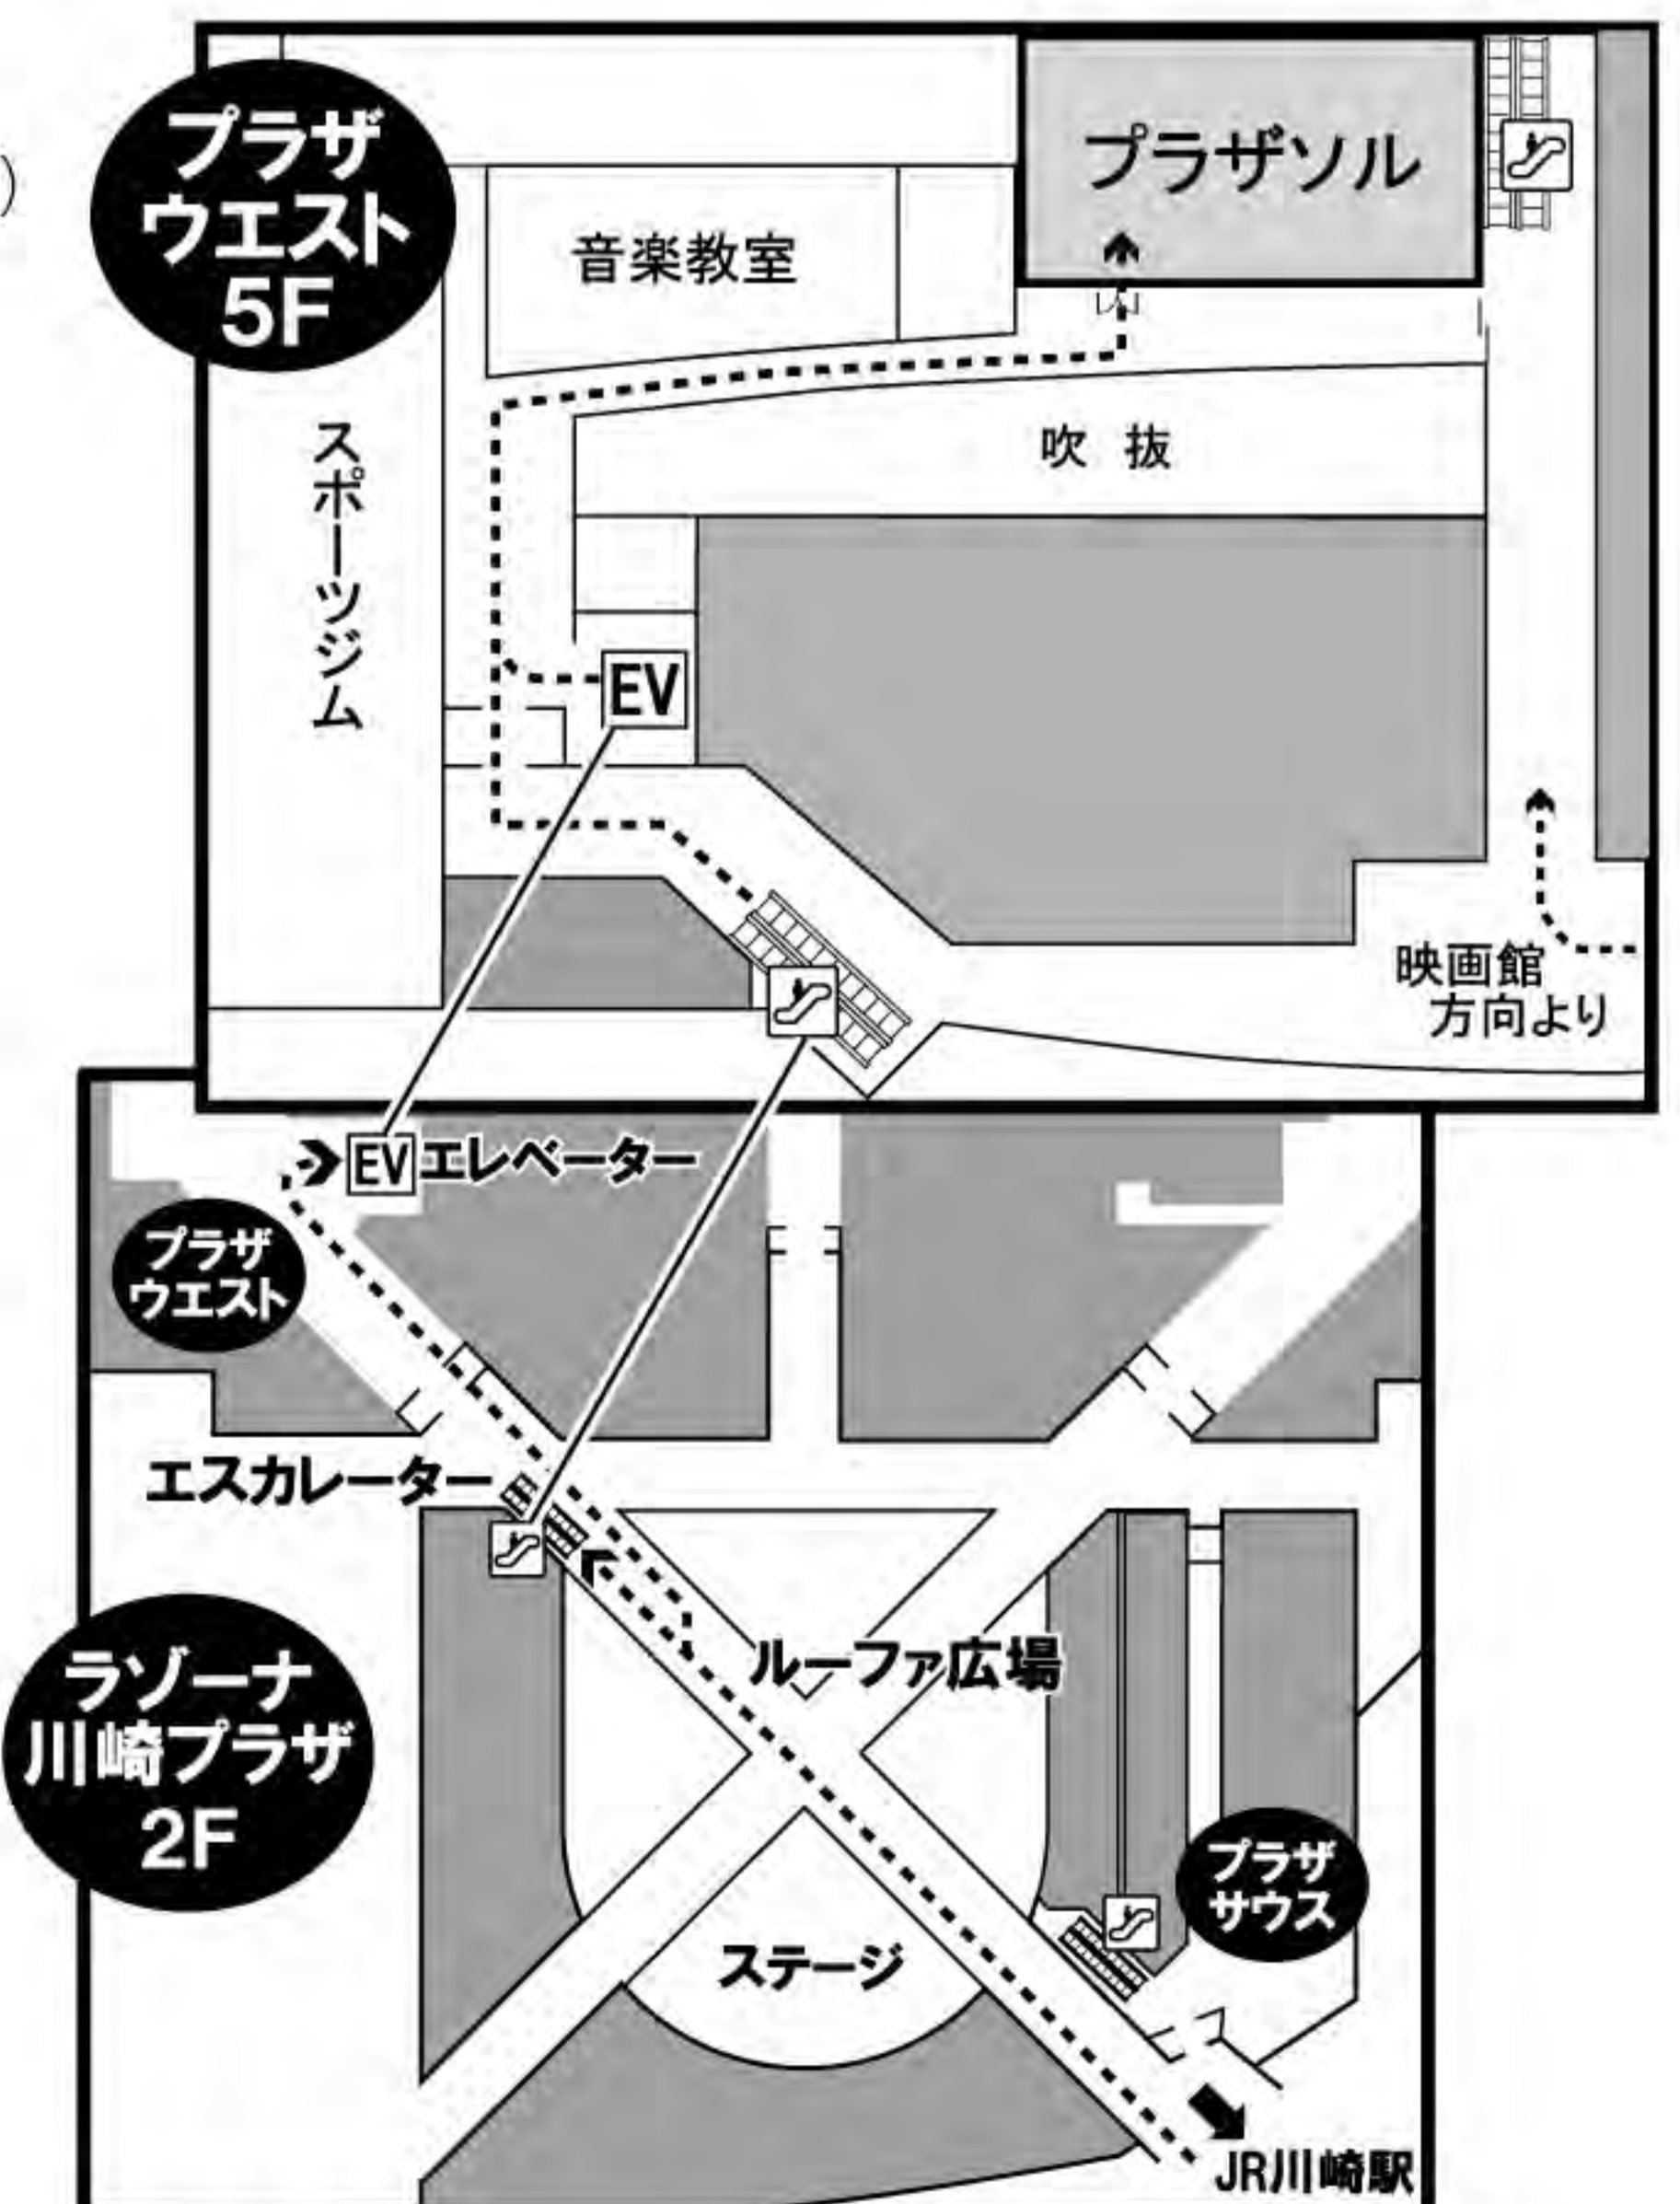 )
プラザ
ウエスト
5F
プラザソル
音楽教室
吹 抜
スポーツジム
EV
映画館
方向より
EV エレベーター
プラザ
ウエスト
エスカレーター
ルーファ広場
ラゾーナ
川崎プラザ
2F
プラザ
サウス
ステージ
JR川崎駅